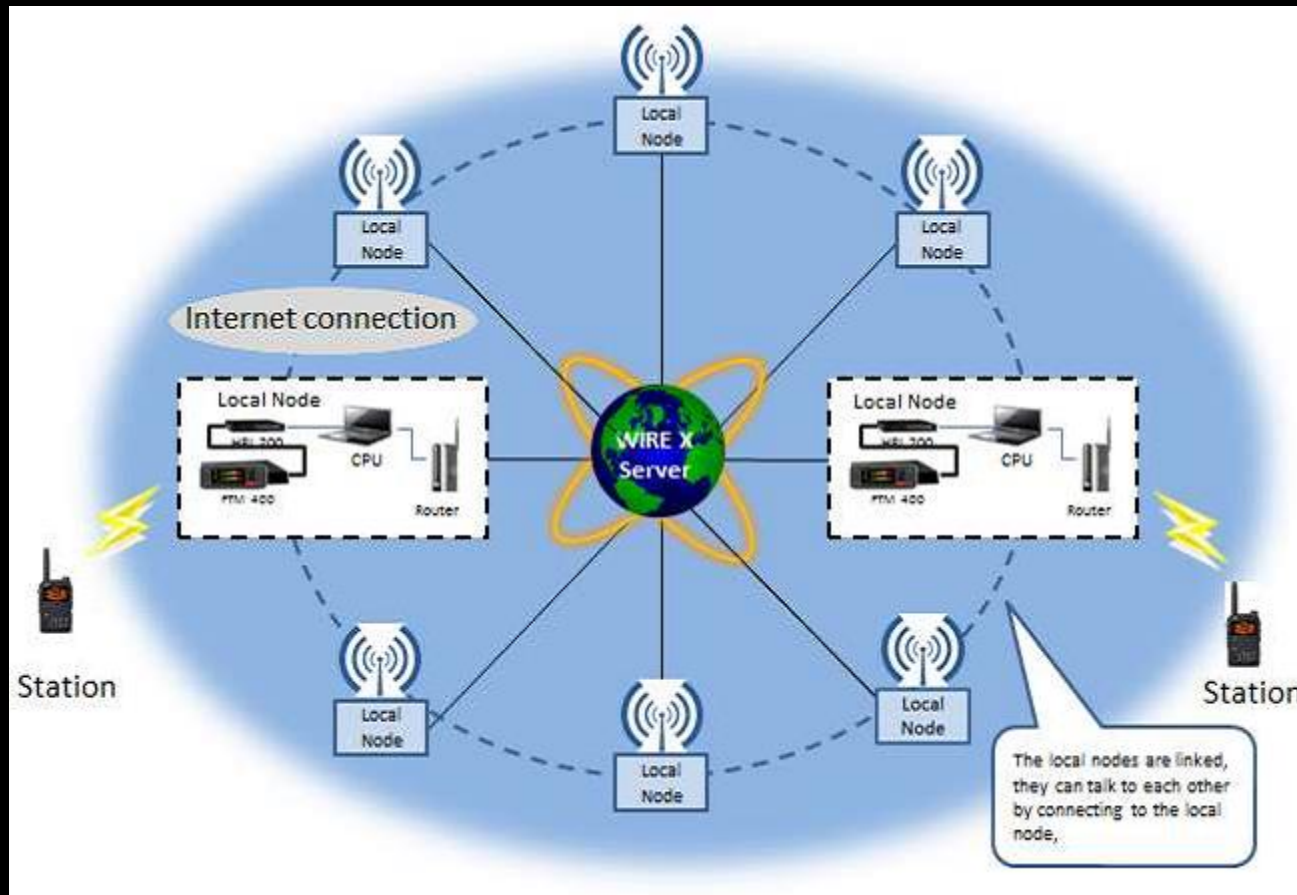 Local
Node
Local
Node
Local
Node
Internet connection
Local Node
CPU
Router
WIRE X
Server
Local Node
CPU
Router
Station
Station
Local
Node
Local
Node
Local
Node
The local nodes are linked,
they can talk to each other
by connecting to the local
node,